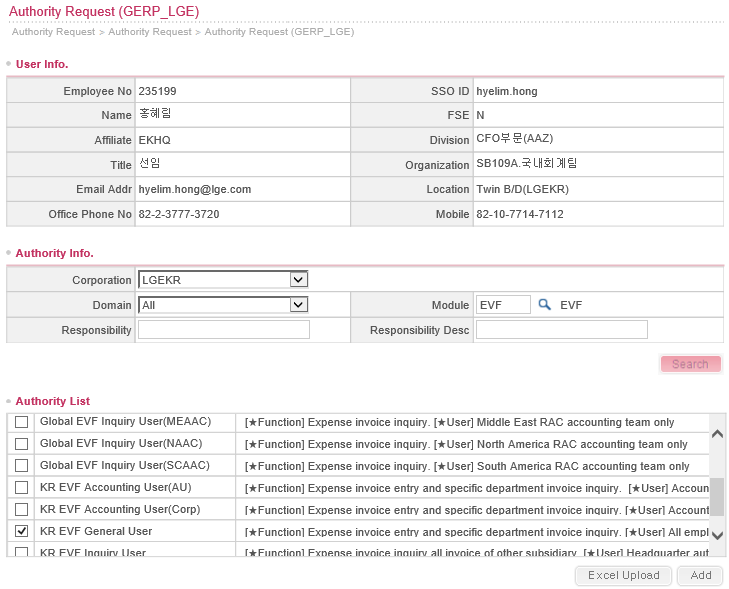 Authority Request (GERP_LGE)
Authority Request > Authority Request > Authority Request (GERP_LGE)
User Info.
Employee No 235199 SSO ID hyelim.hong
Name 홍혜림 FSE N
Affiliate EKHQ Division CFO부문(AAZ)
Title 선임 Organization SB109A.국내회계팀
Email Addr hyelim.hong@lge.com Location Twin B/D(LGEKR)
Office Phone No 82-2-3777-3720 Mobile 82-10-7714-7112
Authority Info.
Corporation LGEKR
Domain All Module EVF EVF
Responsibility Responsibility Desc
Search
Authority List
Global EVF Inquiry User(MEAAC) [★Function] Expense invoice inquiry. [★User] Middle East RAC accounting team only
Global EVF Inquiry User(NAAC) [★Function] Expense invoice inquiry. [★User] North America RAC accounting team only
Global EVF Inquiry User(SCAAC) [★Function] Expense invoice inquiry. [★User] South America RAC accounting team only
KR EVF Accounting User(AU) [★Function] Expense invoice entry and specific department invoice inquiry. [★User] Accoun
KR EVF Accounting User(Corp) [★Function] Expense invoice entry and specific department invoice inquiry. [★User] Account
KR EVF General User [★Function] Expense invoice entry and specific department invoice inquiry. [★User] All empl
KR EVF Inquiry User [★Function] Expense invoice inquiry all invoice of other subsidiary. [★User] Headquarter aut
Excel Upload Add